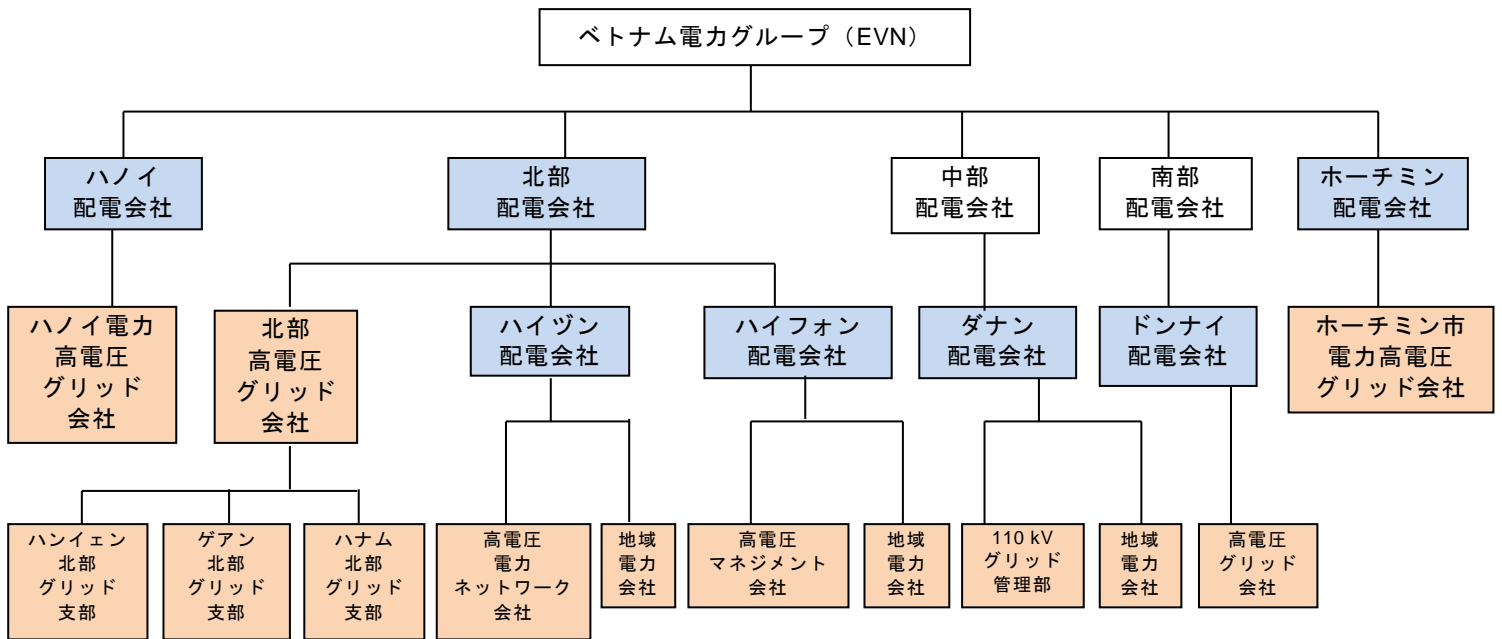 ベトナム電力グループ（EVN）
ハノイ
配電会社
北部
配電会社
中部
配電会社
南部
配電会社
ホーチミン
配電会社
ハノイ電力
高電圧
グリッド
会社
北部
高電圧
グリッド
会社
ハイヅン
配電会社
ハイフォン
配電会社
ダナン
配電会社
ドンナイ
配電会社
ホーチミン市
電力高電圧
グリッド会社
ハンイェン
北部
グリッド
支部
ゲアン
北部
グリッド
支部
ハナム
北部
グリッド
支部
高電圧
電力
ネットワーク
会社
地域
電力
会社
高電圧
マネジメント
会社
地域
電力
会社
110 kV
グリッド
管理部
地域
電力
会社
高電圧
グリッド
会社